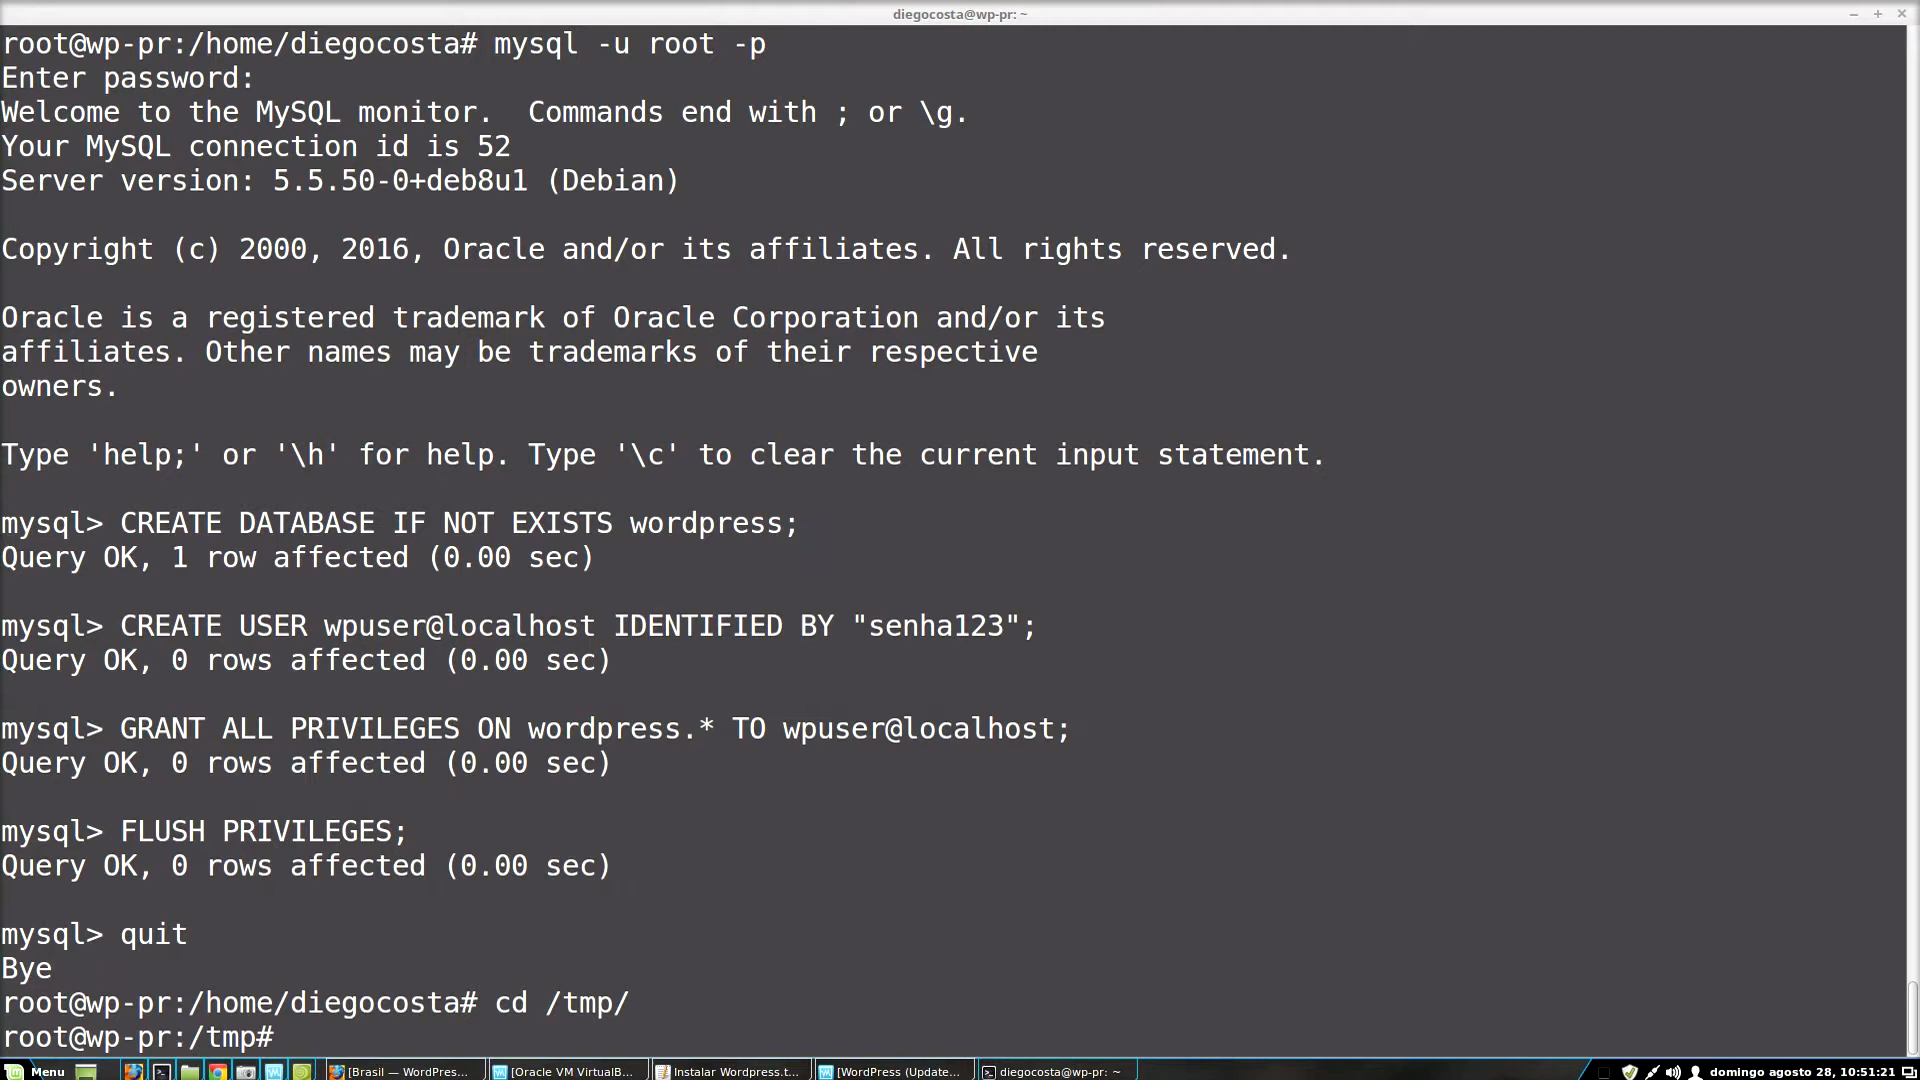 diegocosta@wp-pr: ~
root@wp-pr:/home/diegocosta# mysql -u root -p
Enter password:
Welcome to the MySQL monitor.  Commands end with ; or \g.
Your MySQL connection id is 52
Server version: 5.5.50-0+deb8u1 (Debian)
Copyright (c) 2000, 2016, Oracle and/or its affiliates. All rights reserved.
Oracle is a registered trademark of Oracle Corporation and/or its
affiliates. Other names may be trademarks of their respective
owners.
Type 'help;' or '\h' for help. Type '\c' to clear the current input statement.
mysql> CREATE DATABASE IF NOT EXISTS wordpress;
Query OK, 1 row affected (0.00 sec)
mysql> CREATE USER wpuser@localhost IDENTIFIED BY "senha123";
Query OK, 0 rows affected (0.00 sec)
mysql> GRANT ALL PRIVILEGES ON wordpress.* TO wpuser@localhost;
Query OK, 0 rows affected (0.00 sec)
mysql> FLUSH PRIVILEGES;
Query OK, 0 rows affected (0.00 sec)
mysql> quit
Bye
root@wp-pr:/home/diegocosta# cd /tmp/
root@wp-pr:/tmp#
Menu [Brasil — WordPres... [Oracle VM VirtualB... Instalar Wordpress.t... [WordPress (Update... diegocosta@wp-pr: ~ domingo agosto 28, 10:51:21